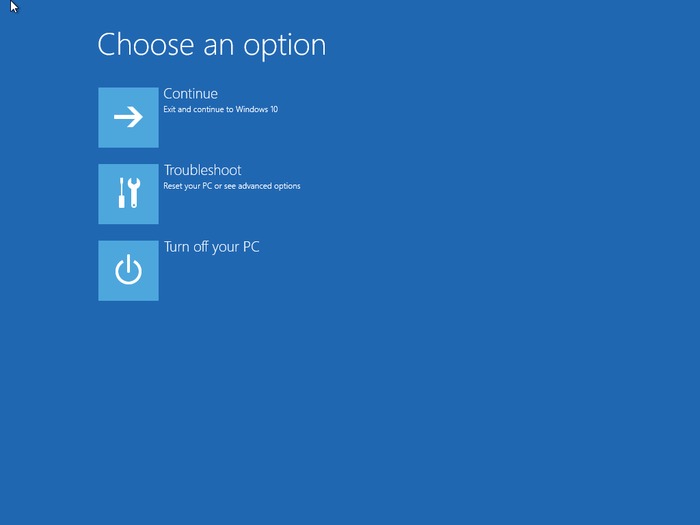 Choose an option
Continue
Exit and continue to Windows 10
Troubleshoot
Reset your PC or see advanced options
Turn off your PC